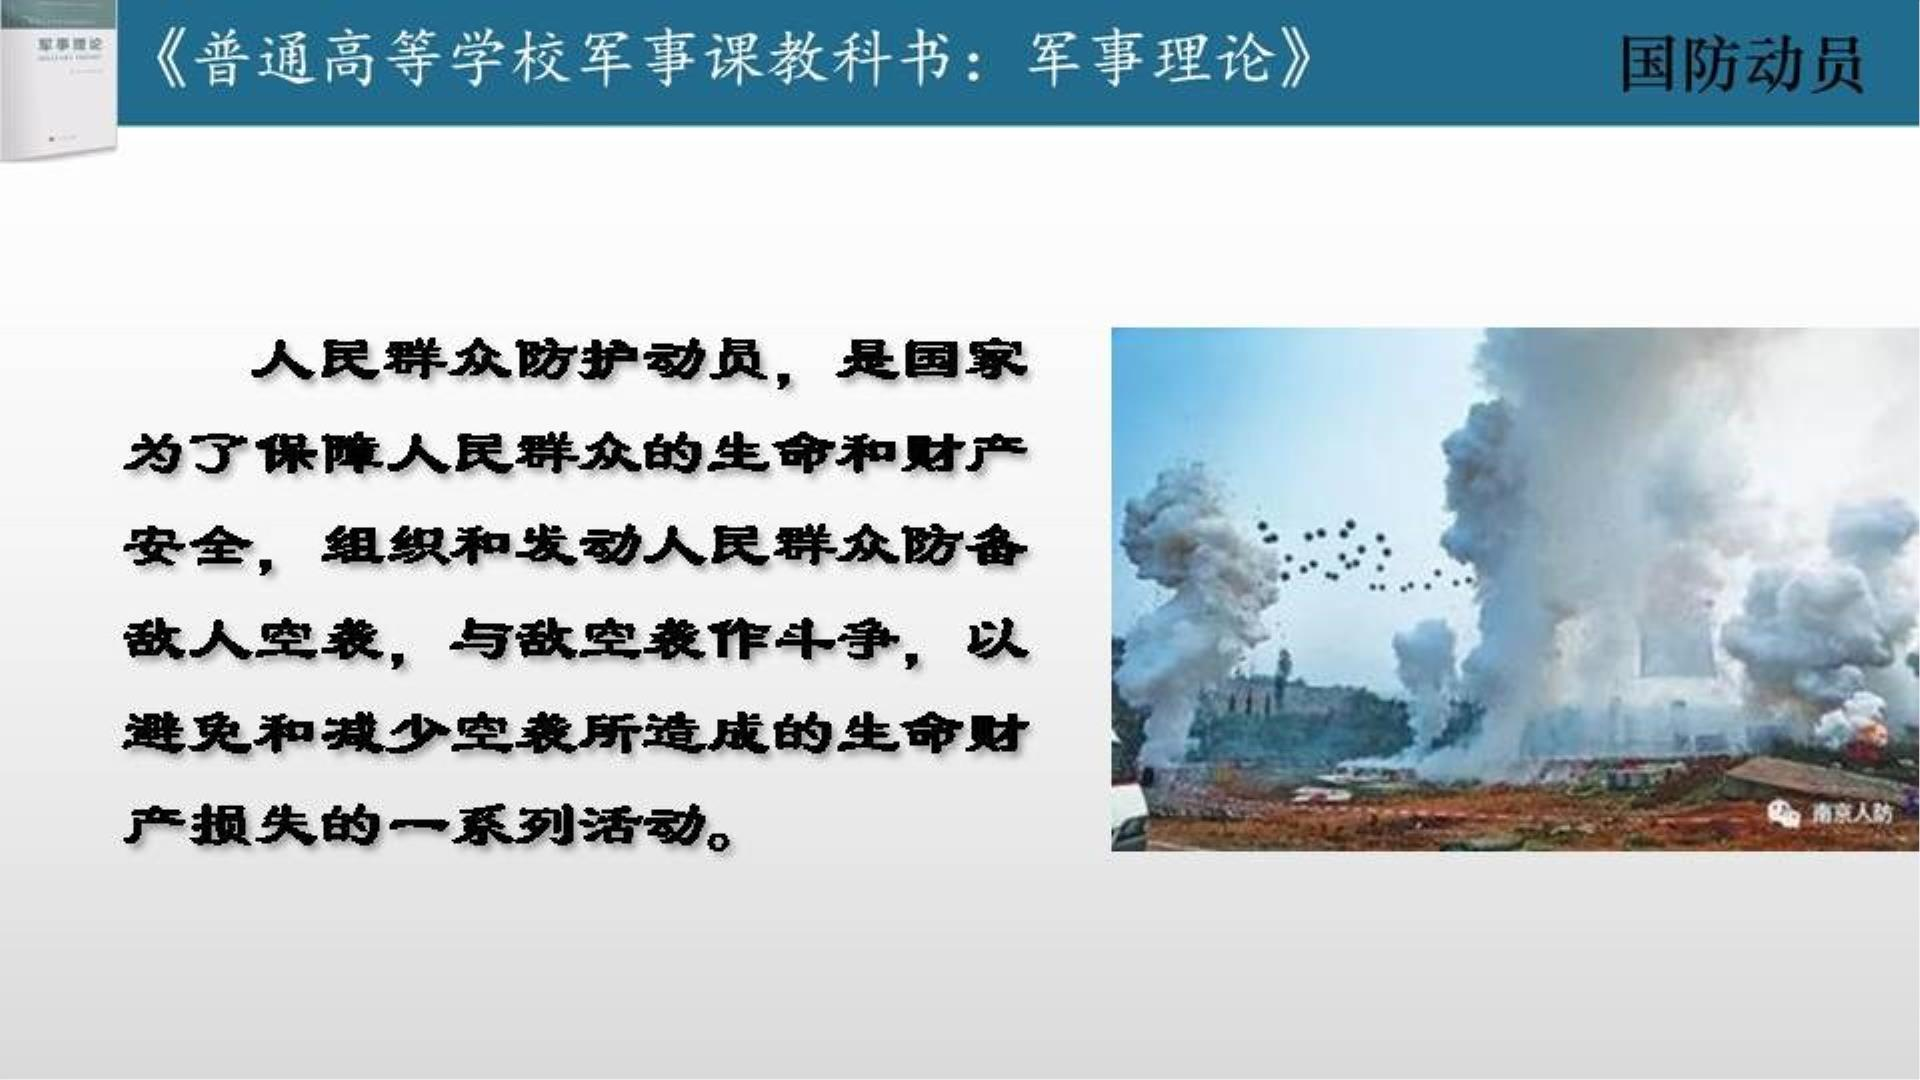 军事理论
《普通高等学校军事课教科书：军事理论》
国防动员
人民群众防护动员，是国家
为了保障人民群众的生命和财产
安全，组织和发动人民群众防备
敌人空袭，与敌空袭作斗争，以
避免和减少空袭所造成的生命财
产损失的一系列活动。
南京人防